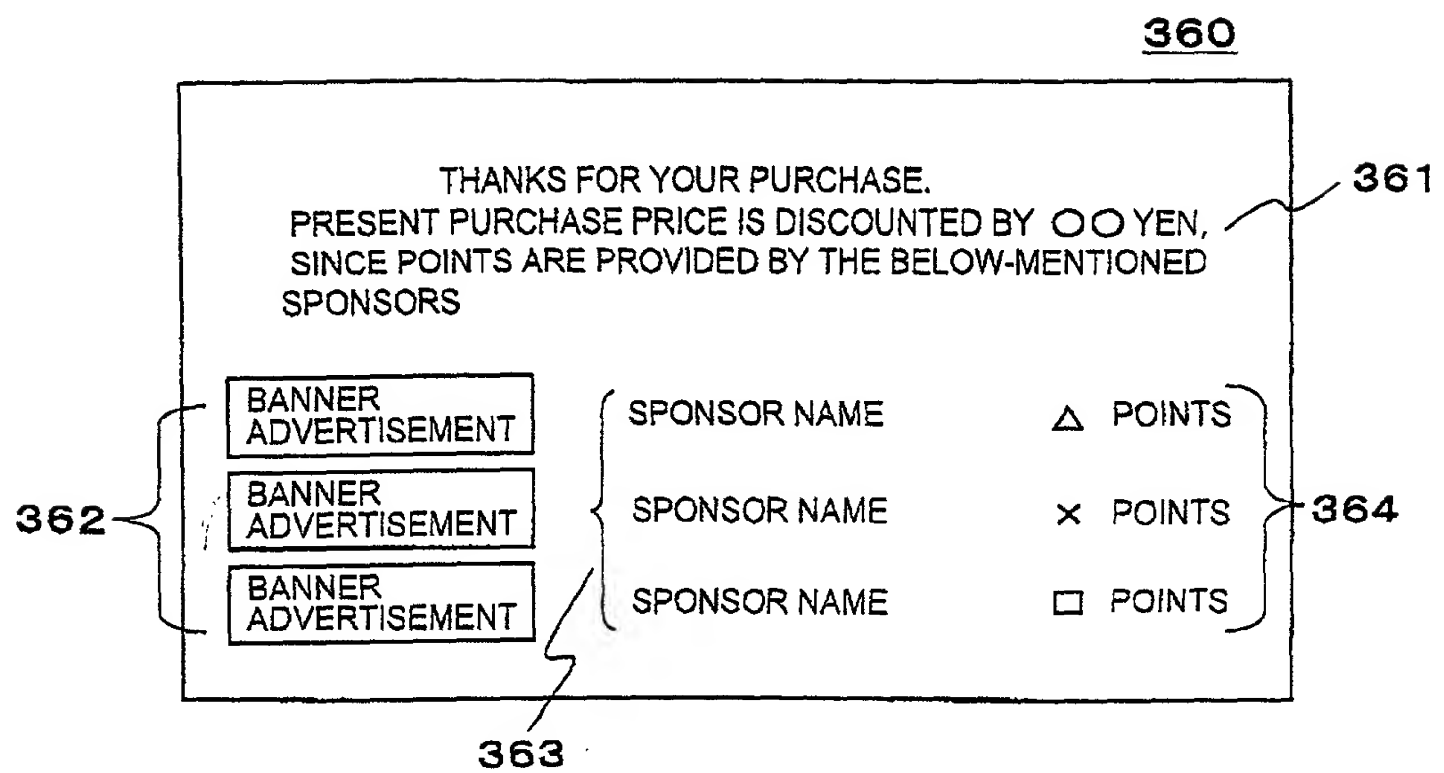 360
THANKS FOR YOUR PURCHASE.
PRESENT PURCHASE PRICE IS DISCOUNTED BY ○○ YEN,
SINCE POINTS ARE PROVIDED BY THE BELOW-MENTIONED
SPONSORS
361
362
BANNER
ADVERTISEMENT
SPONSOR NAME △ POINTS
BANNER
ADVERTISEMENT
SPONSOR NAME × POINTS
BANNER
ADVERTISEMENT
SPONSOR NAME □ POINTS
364
363